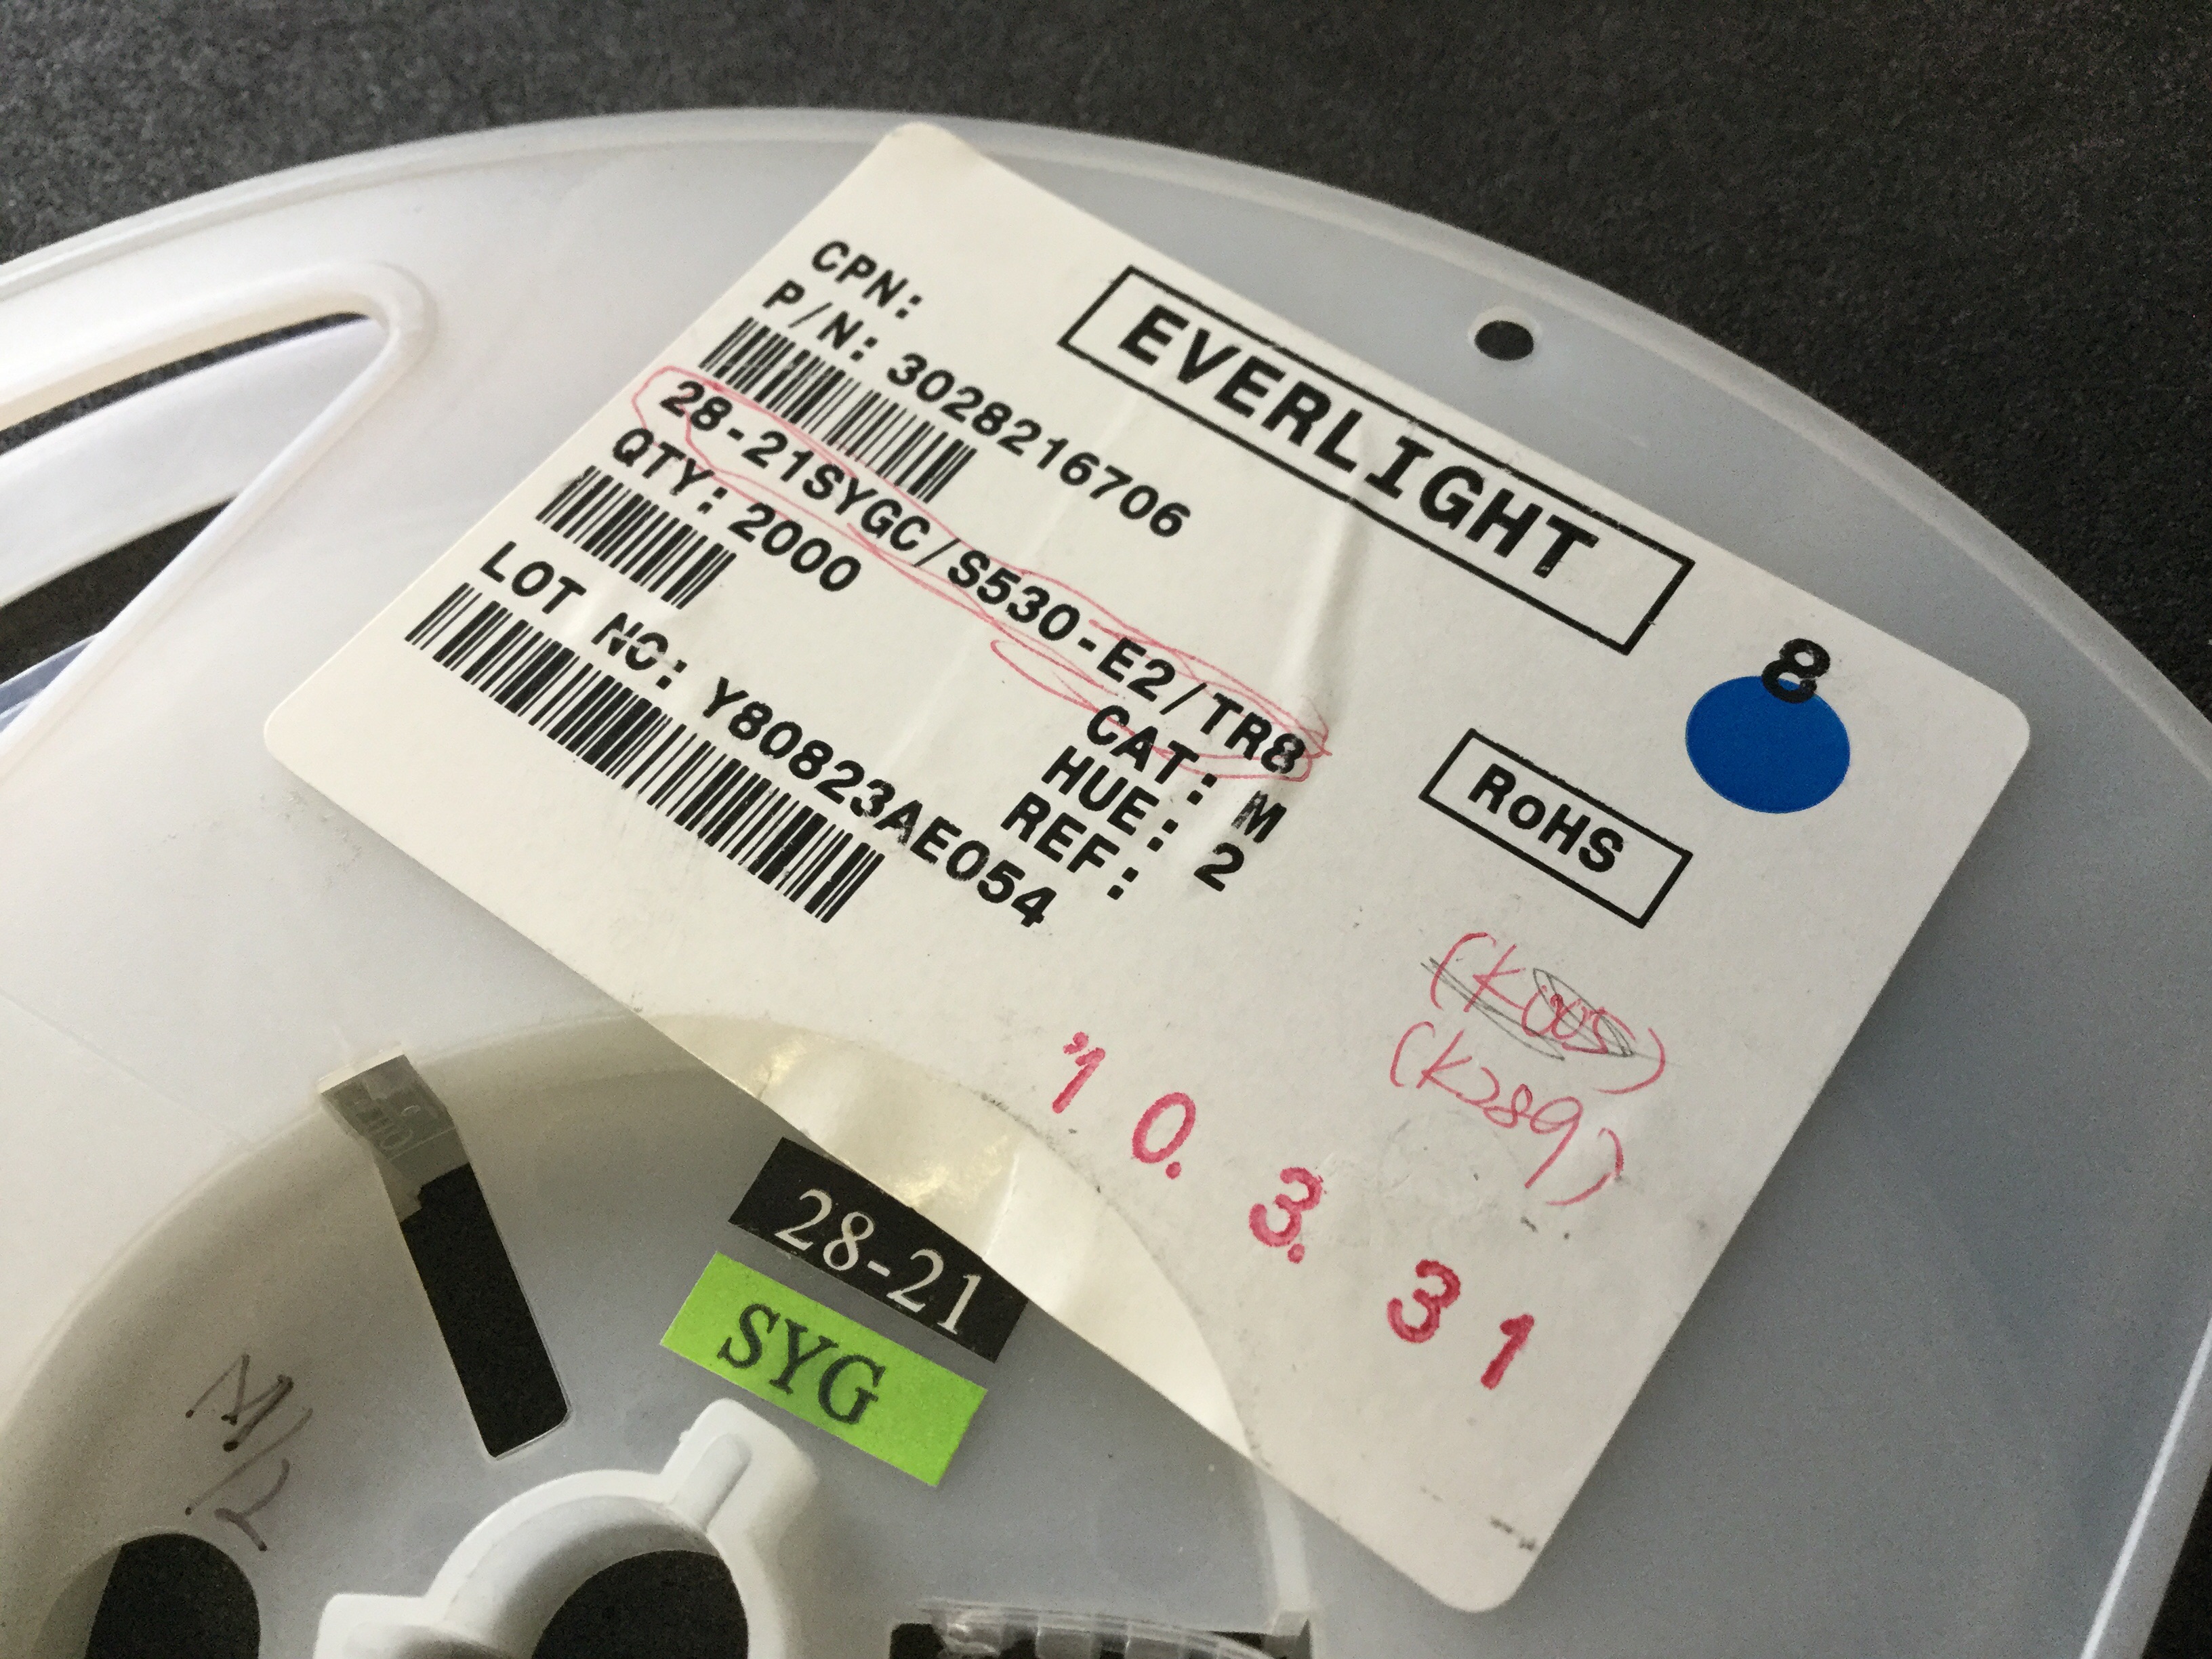 EVERLIGHT
CPN:
P/N: 3028216706
28-21SYGC/S530-E2/TR8
QTY: 2000
CAT: M
HUE: 2
REF:
LOT NO: Y80823AE054
8
RoHS
(K289)
'10. 3. 31
28-21
SYG
M/2